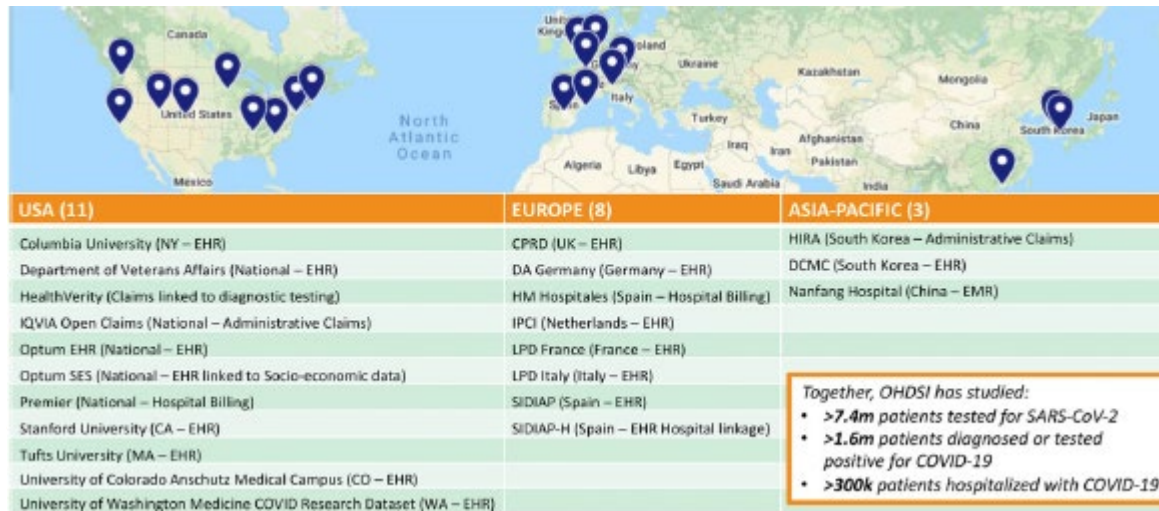 Canada
United States
Mexico
North
Atlantic
Ocean
Poland
Ukraine
Kazakhstan
Mongolia
Italy
Turkey
China
South Korea
Japan
Afghanistan
Iraq
Iran
Pakistan
Algeria
Libya
Egypt
Saudi Arabia
India
USA (11)
Columbia University (NY – EHR)
Department of Veterans Affairs (National – EHR)
HealthVerity (Claims linked to diagnostic testing)
IQVIA Open Claims (National – Administrative Claims)
Optum EHR (National – EHR)
Optum SES (National – EHR linked to Socio-economic data)
Premier (National – Hospital Billing)
Stanford University (CA – EHR)
Tufts University (MA – EHR)
University of Colorado Anschutz Medical Campus (CO – EHR)
University of Washington Medicine COVID Research Dataset (WA – EHR)
EUROPE (8)
CPRD (UK – EHR)
DA Germany (Germany – EHR)
HM Hospitales (Spain – Hospital Billing)
IPCI (Netherlands – EHR)
LPD France (France – EHR)
LPD Italy (Italy – EHR)
SIDIAP (Spain – EHR)
SIDIAP-H (Spain – EHR Hospital linkage)
ASIA-PACIFIC (3)
HIRA (South Korea – Administrative Claims)
DCMC (South Korea – EHR)
Nanfang Hospital (China – EMR)
Together, OHDSI has studied:
• >7.4m patients tested for SARS-CoV-2
• >1.6m patients diagnosed or tested
positive for COVID-19
• >300k patients hospitalized with COVID-19